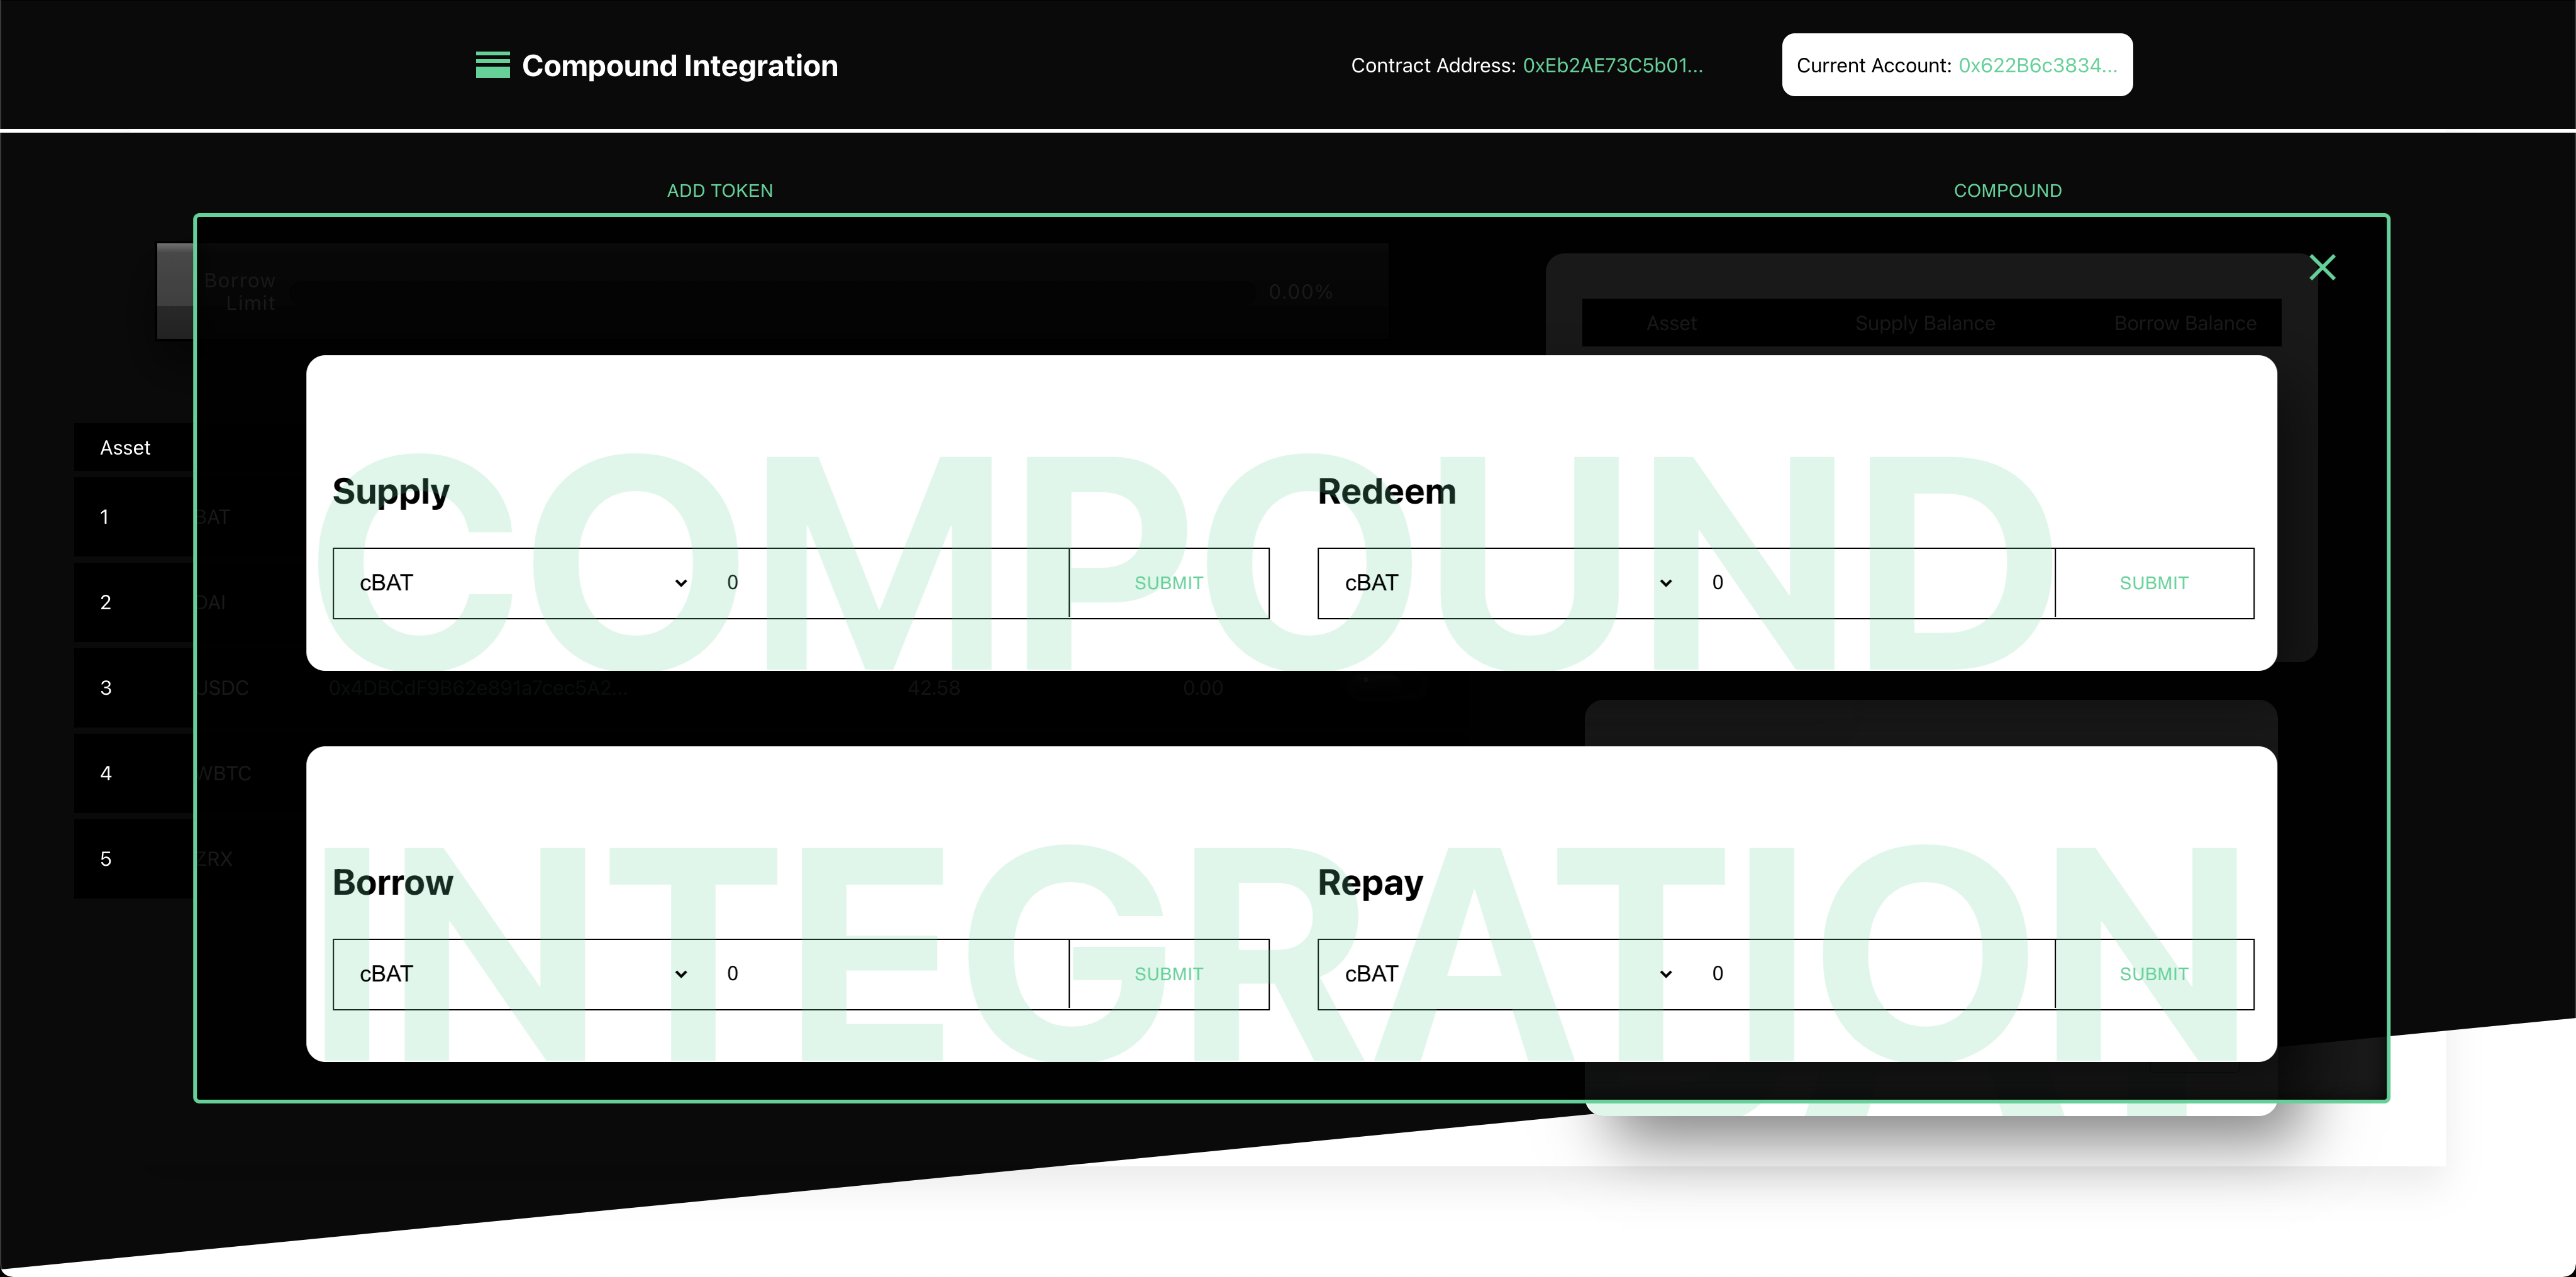 Compound Integration
Contract Address: 0xEb2AE73C5b01...
Current Account: 0x622B6c3834...
ADD TOKEN
COMPOUND
Borrow
Limit
0.00%
Asset Supply Balance Borrow Balance
COMPOUND
Supply
cBAT 0 SUBMIT
Redeem
cBAT 0 SUBMIT
Asset
1 BAT
2 DAI
3 USDC 0x4DBCdF9B62e891a7cec5A2... 42.58 0.00
4 WBTC
5 ZRX
INTEGRATION
Borrow
cBAT 0 SUBMIT
Repay
cBAT 0 SUBMIT